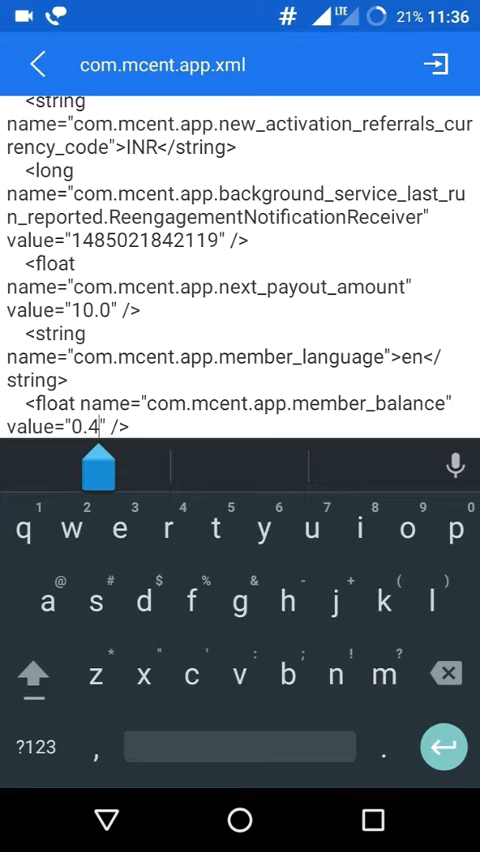 # LTE 21% 11:36
com.mcent.app.xml
<string
name="com.mcent.app.new_activation_referrals_cur
rency_code">INR</string>
<long
name="com.mcent.app.background_service_last_ru
n_reported.ReengagementNotificationReceiver"
value="1485021842119" />
<float
name="com.mcent.app.next_payout_amount"
value="10.0" />
<string
name="com.mcent.app.member_language">en</
string>
<float name="com.mcent.app.member_balance"
value="0.4" />
1 2 3 4 5 6 7 8 9 0
q w e r t y u i o p
@ # $ % & - + ( )
a s d f g h j k l
* " ' : ; ! ?
z x c v b n m
?123 , .